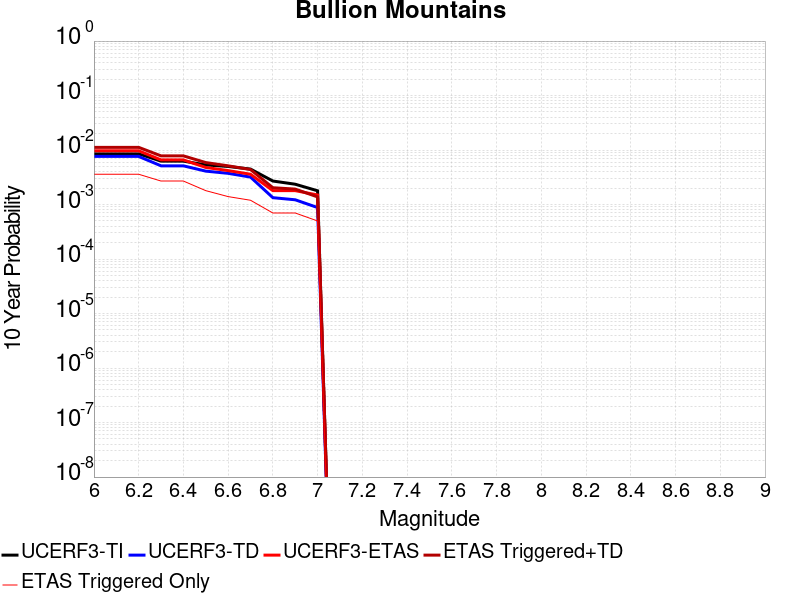 Bullion Mountains
10 Year Probability
10^0
10^-1
10^-2
10^-3
10^-4
10^-5
10^-6
10^-7
10^-8
6 6.2 6.4 6.6 6.8 7 7.2 7.4 7.6 7.8 8 8.2 8.4 8.6 8.8 9
Magnitude
UCERF3-TI UCERF3-TD UCERF3-ETAS ETAS Triggered+TD
ETAS Triggered Only